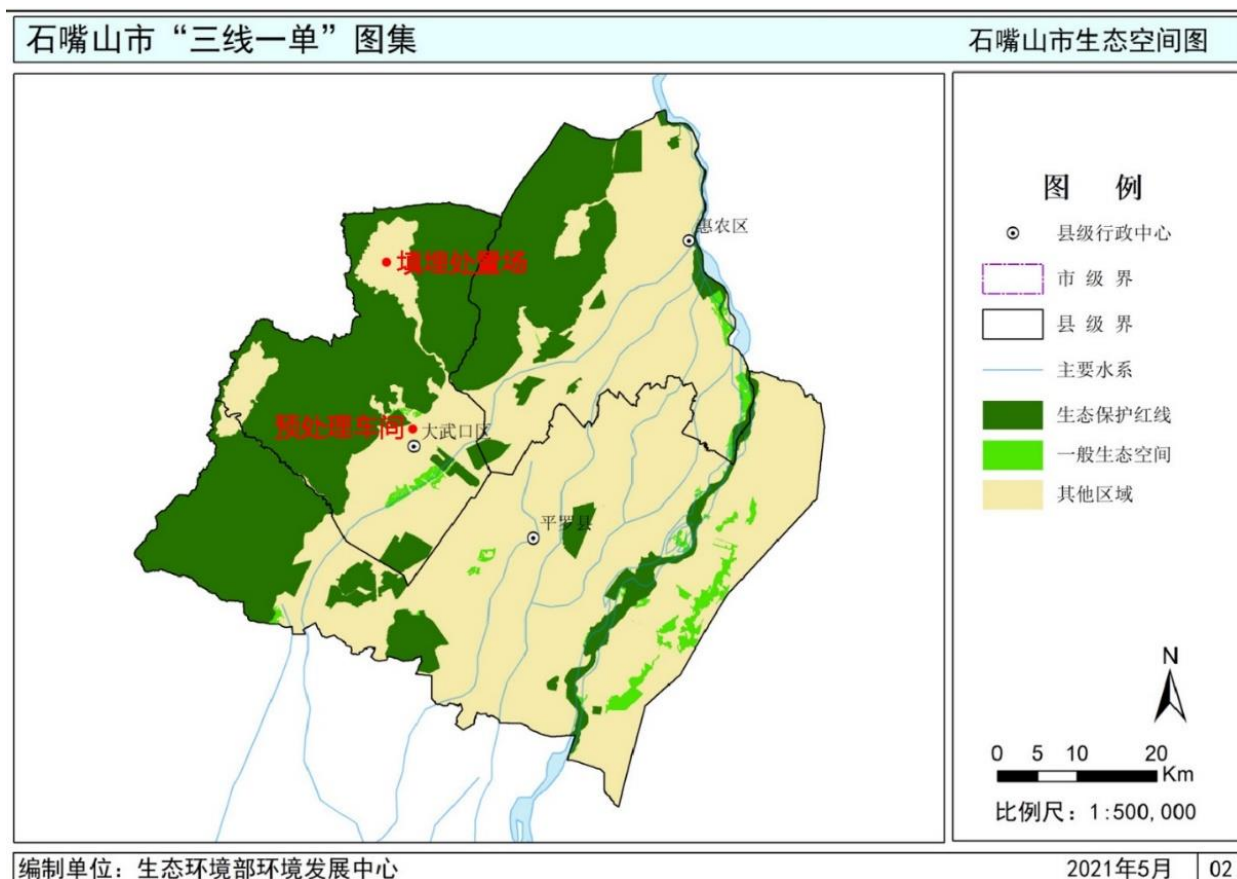 石嘴山市“三线一单”图集
石嘴山市生态空间图
惠农区
填埋处置场
预处理车间
大武口区
平罗县
图 例
县级行政中心
市 级 界
县 级 界
主要水系
生态保护红线
一般生态空间
其他区域
N
0 5 10 20
Km
比例尺：1:500,000
编制单位：生态环境部环境发展中心
2021年5月 02